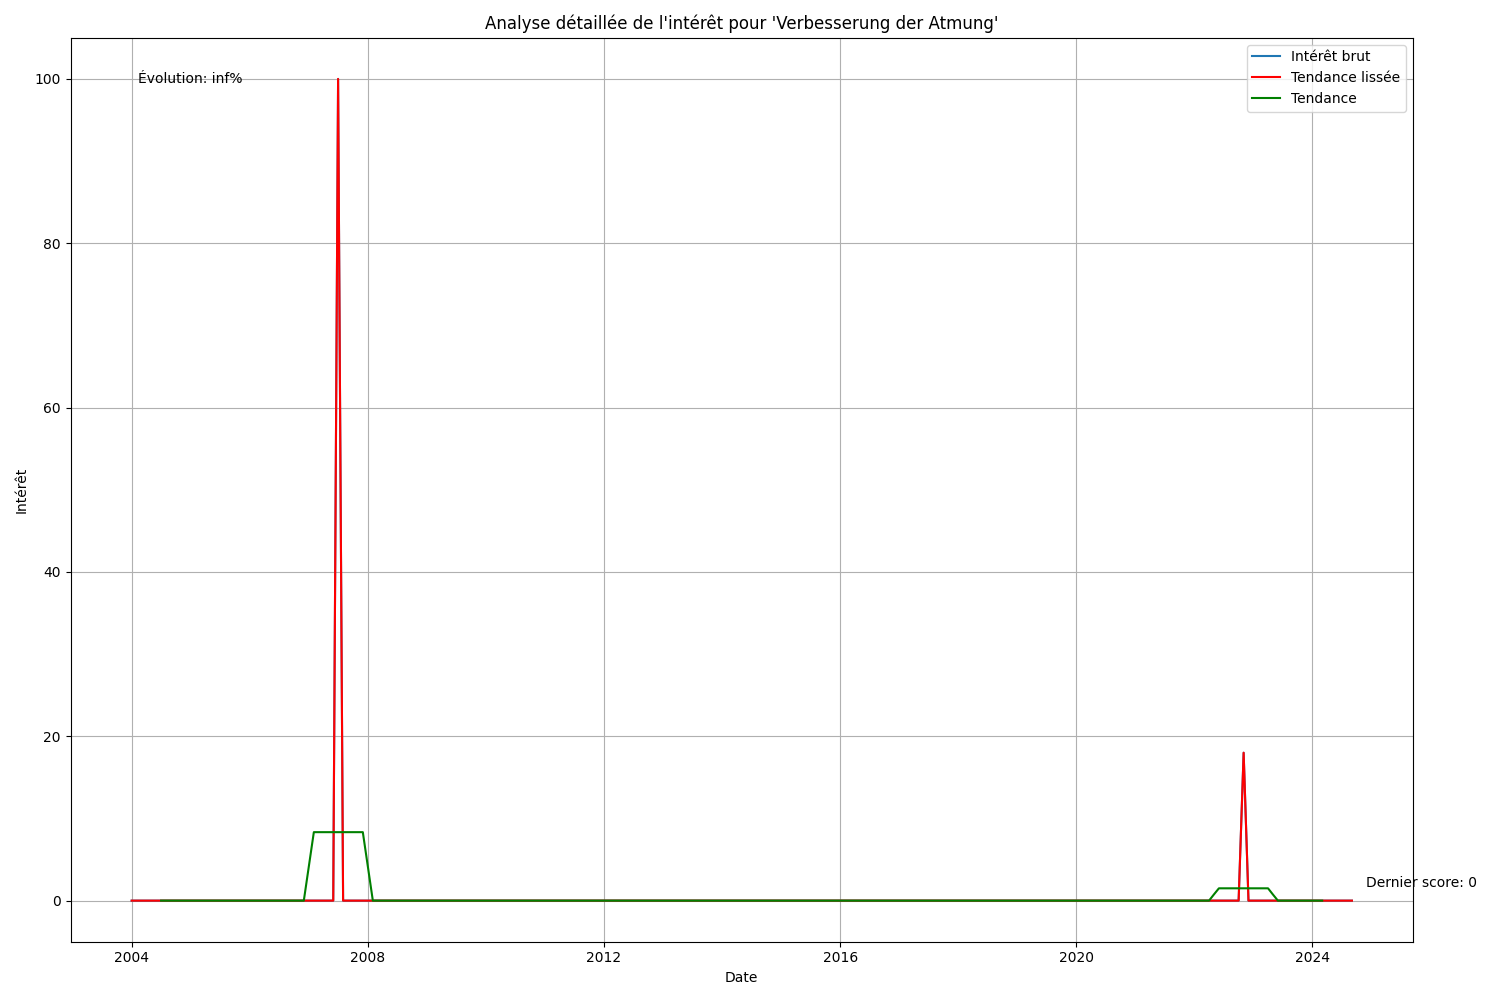 Analyse détaillée de l'intérêt pour 'Verbesserung der Atmung'
Évolution: inf%
Intérêt brut
Tendance lissée
Tendance
100
80
60
40
20
0
Intérêt
Dernier score: 0
2004
2008
2012
2016
2020
2024
Date